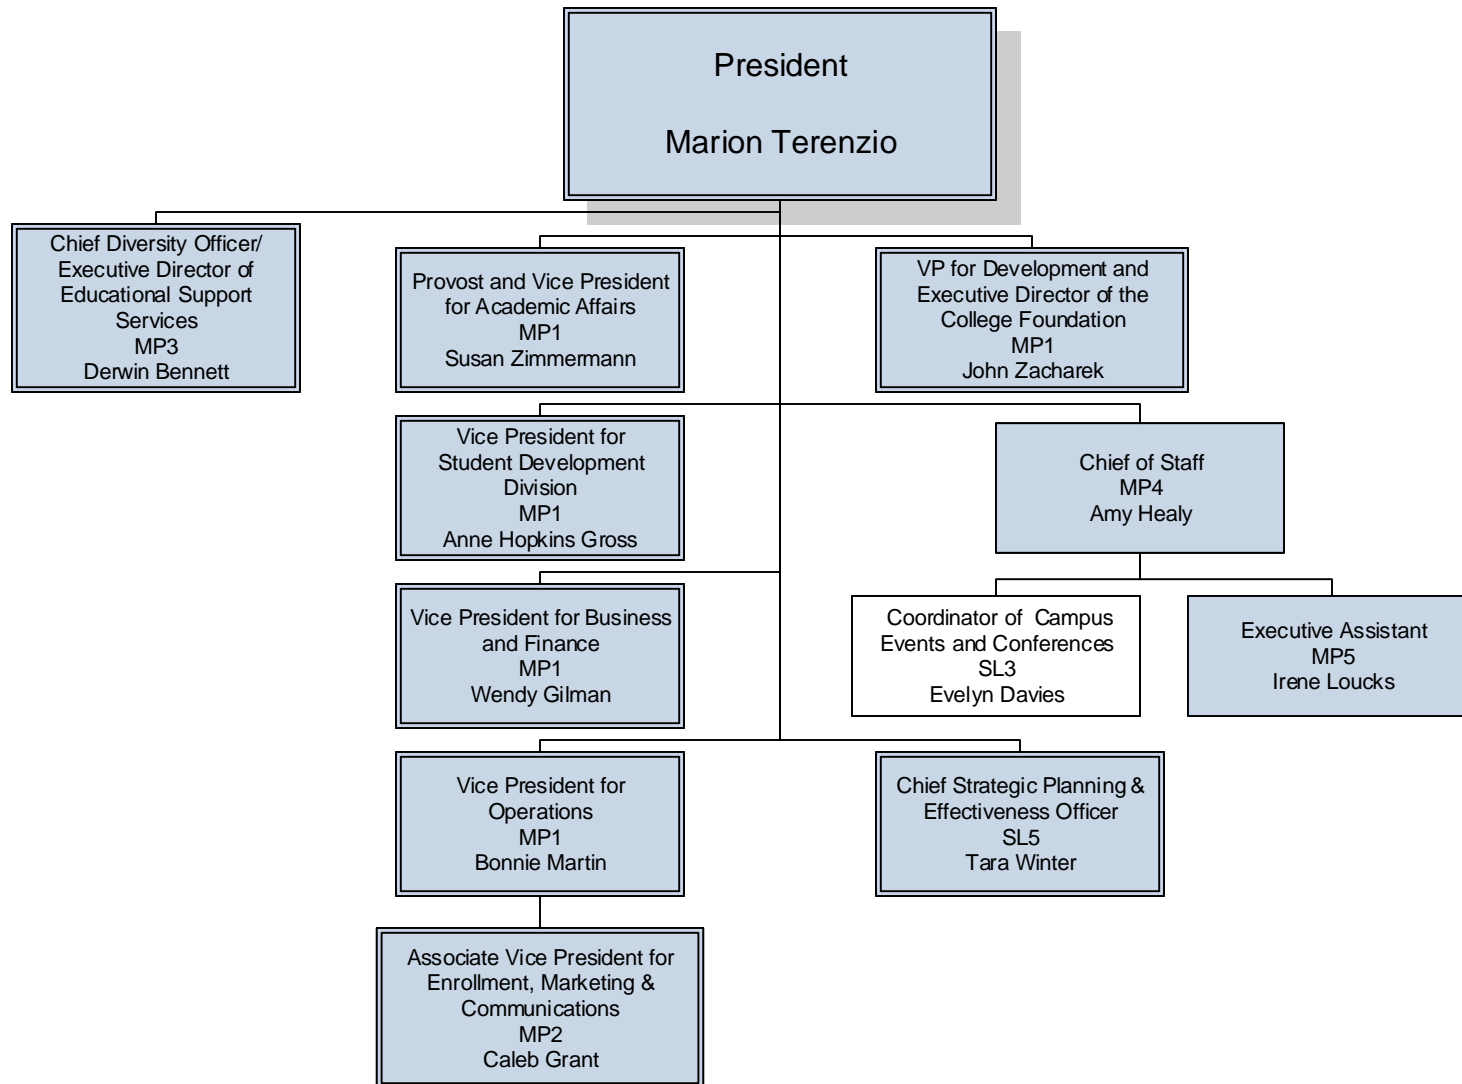 President
Marion Terenzio
Chief Diversity Officer/
Executive Director of
Educational Support
Services
MP3
Derwin Bennett
Provost and Vice President
for Academic Affairs
MP1
Susan Zimmermann
VP for Development and
Executive Director of the
College Foundation
MP1
John Zacharek
Vice President for
Student Development
Division
MP1
Anne Hopkins Gross
Chief of Staff
MP4
Amy Healy
Vice President for Business
and Finance
MP1
Wendy Gilman
Coordinator of Campus
Events and Conferences
SL3
Evelyn Davies
Executive Assistant
MP5
Irene Loucks
Vice President for
Operations
MP1
Bonnie Martin
Chief Strategic Planning &
Effectiveness Officer
SL5
Tara Winter
Associate Vice President for
Enrollment, Marketing &
Communications
MP2
Caleb Grant